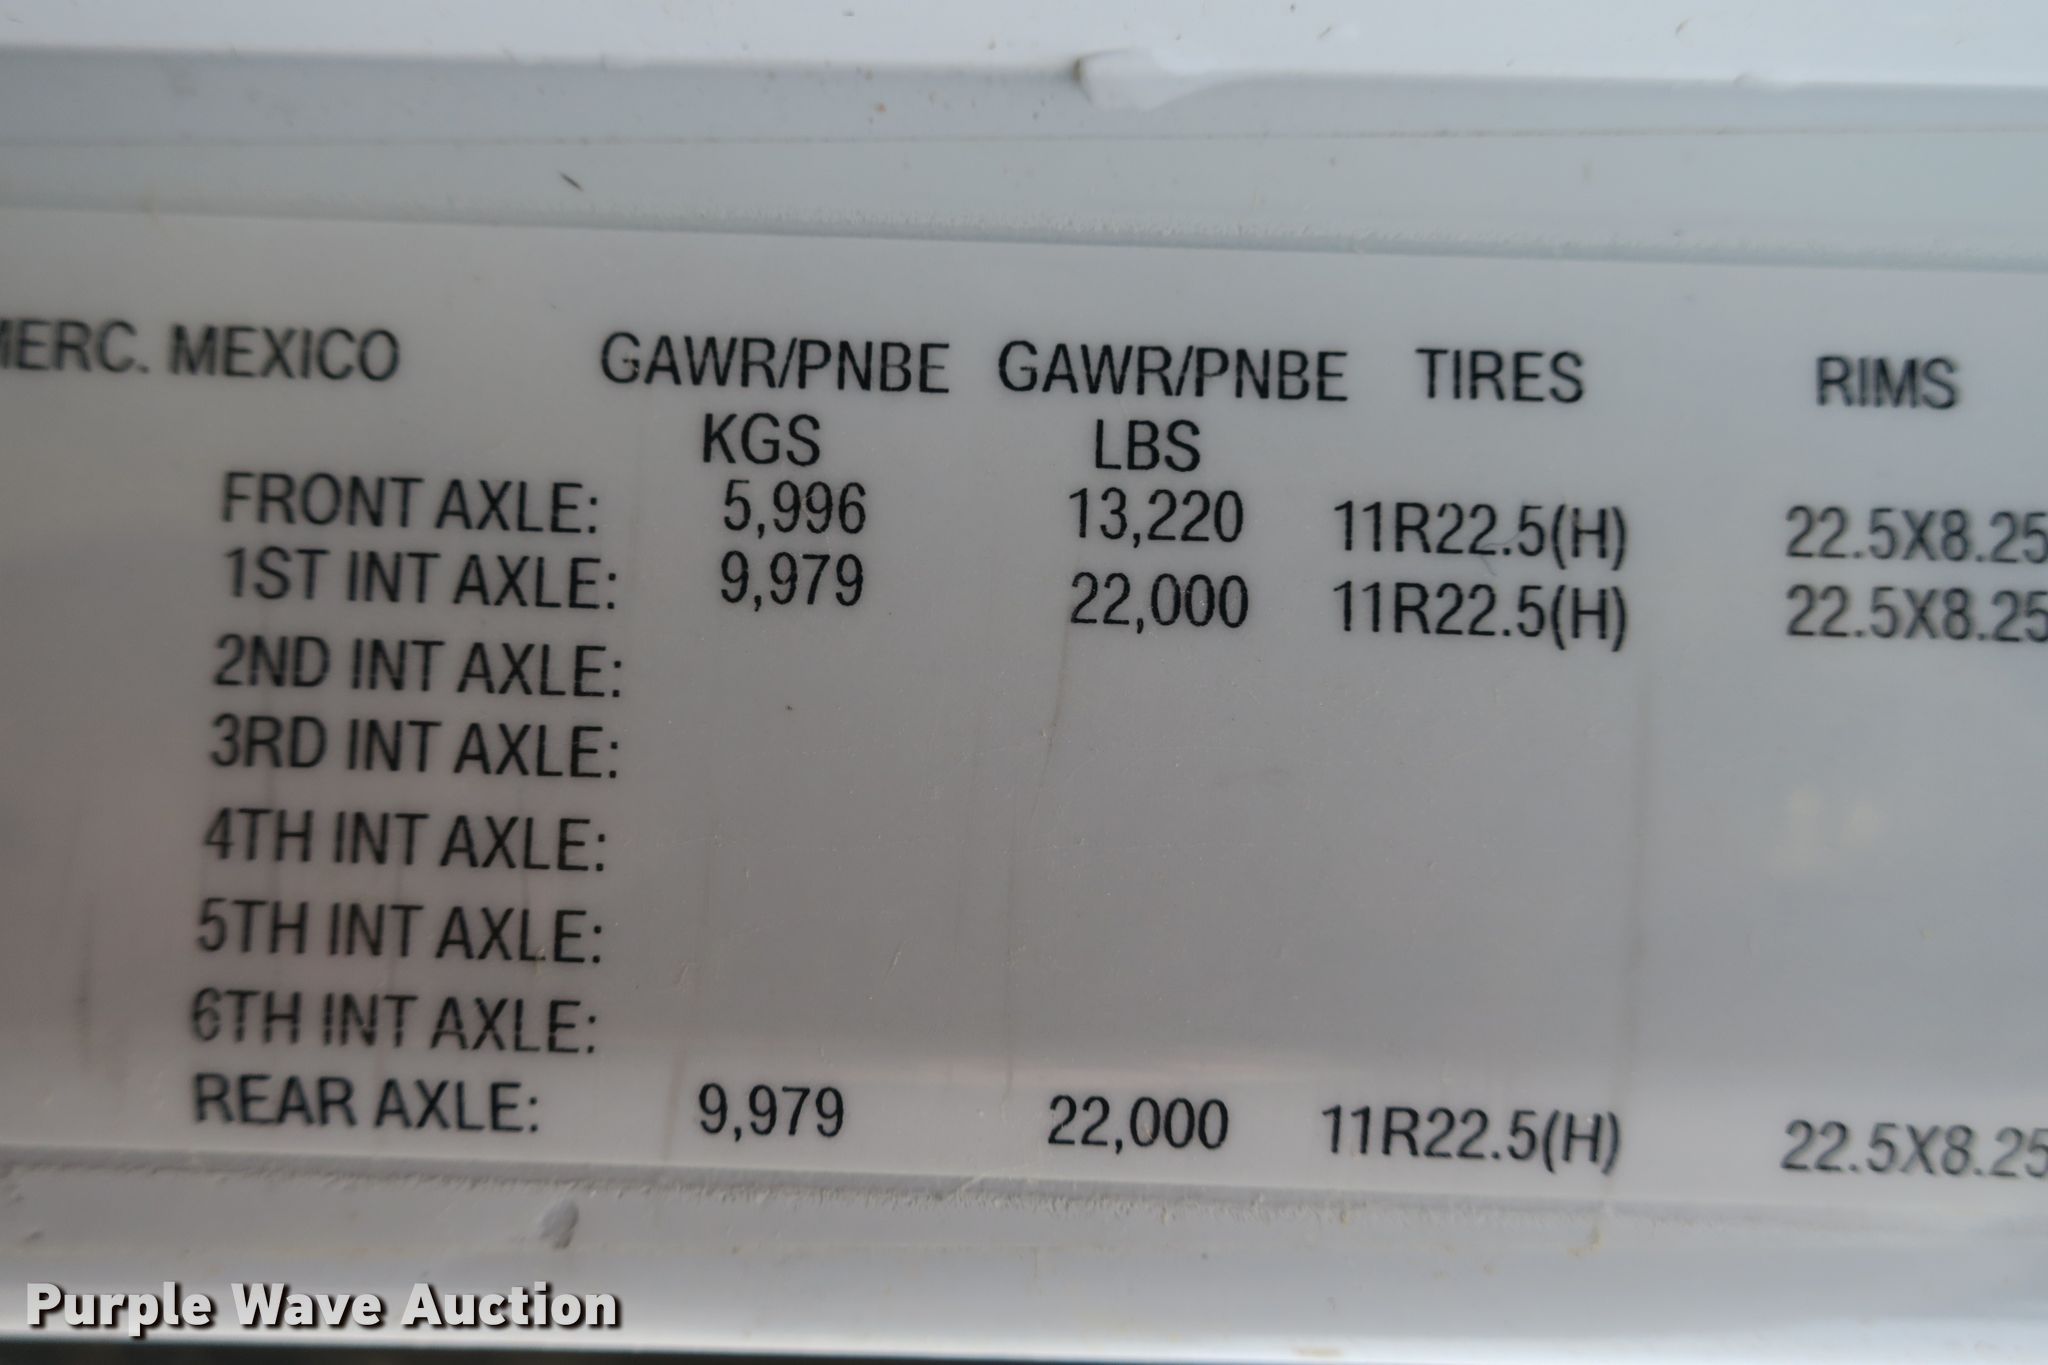 MERC. MEXICO GAWR/PNBE GAWR/PNBE TIRES RIMS
KGS LBS
FRONT AXLE: 5,996 13,220 11R22.5(H) 22.5X8.25
1ST INT AXLE: 9,979 22,000 11R22.5(H) 22.5X8.25
2ND INT AXLE:
3RD INT AXLE:
4TH INT AXLE:
5TH INT AXLE:
6TH INT AXLE:
REAR AXLE: 9,979 22,000 11R22.5(H) 22.5X8.25
Purple Wave Auction